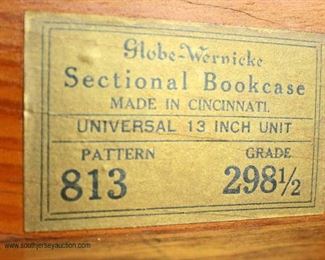 Globe-Wernicke
Sectional Bookcase
MADE IN CINCINNATI.
UNIVERSAL 13 INCH UNIT
PATTERN GRADE
813 298½
www.southjerseyauction.com